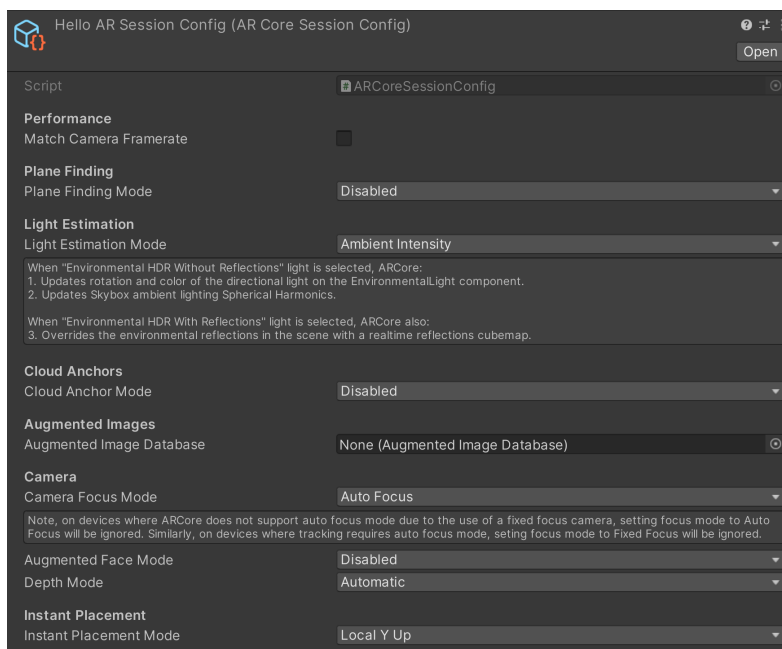 Hello AR Session Config (AR Core Session Config)
Open
Script ARCoreSessionConfig
Performance
Match Camera Framerate
Plane Finding
Plane Finding Mode Disabled
Light Estimation
Light Estimation Mode Ambient Intensity
When "Environmental HDR Without Reflections" light is selected, ARCore:
1. Updates rotation and color of the directional light on the EnvironmentalLight component.
2. Updates Skybox ambient lighting Spherical Harmonics.
When "Environmental HDR With Reflections" light is selected, ARCore also:
3. Overrides the environmental reflections in the scene with a realtime reflections cubemap.
Cloud Anchors
Cloud Anchor Mode Disabled
Augmented Images
Augmented Image Database None (Augmented Image Database)
Camera
Camera Focus Mode Auto Focus
Note, on devices where ARCore does not support auto focus mode due to the use of a fixed focus camera, setting focus mode to Auto
Focus will be ignored. Similarly, on devices where tracking requires auto focus mode, seting focus mode to Fixed Focus will be ignored.
Augmented Face Mode Disabled
Depth Mode Automatic
Instant Placement
Instant Placement Mode Local Y Up